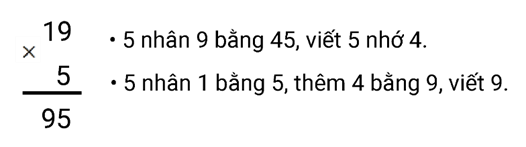 19
×
5
95
• 5 nhân 9 bằng 45, viết 5 nhớ 4.
• 5 nhân 1 bằng 5, thêm 4 bằng 9, viết 9.